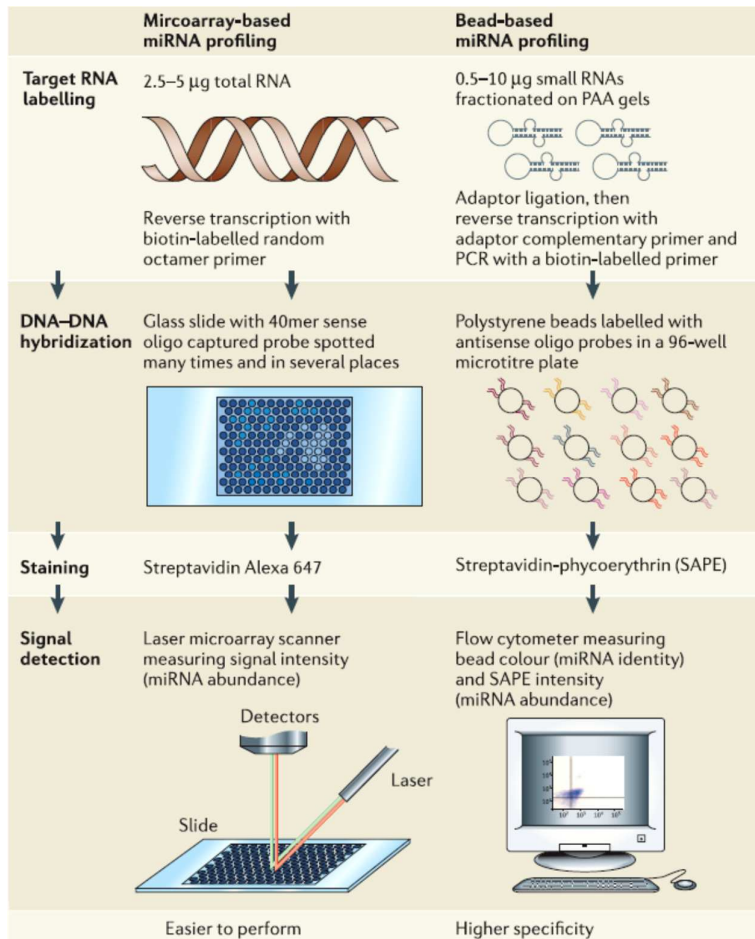 Mircoarray-based
miRNA profiling
Bead-based
miRNA profiling
Target RNA
labelling
2.5–5 μg total RNA
0.5–10 μg small RNAs
fractionated on PAA gels
Reverse transcription with
biotin-labelled random
octamer primer
Adaptor ligation, then
reverse transcription with
adaptor complementary primer and
PCR with a biotin-labelled primer
DNA–DNA
hybridization
Glass slide with 40mer sense
oligo captured probe spotted
many times and in several places
Polystyrene beads labelled with
antisense oligo probes in a 96-well
microtitre plate
Staining
Streptavidin Alexa 647
Streptavidin-phycoerythrin (SAPE)
Signal
detection
Laser microarray scanner
measuring signal intensity
(miRNA abundance)
Flow cytometer measuring
bead colour (miRNA identity)
and SAPE intensity
(miRNA abundance)
Detectors
Laser
Slide
Easier to perform
Higher specificity